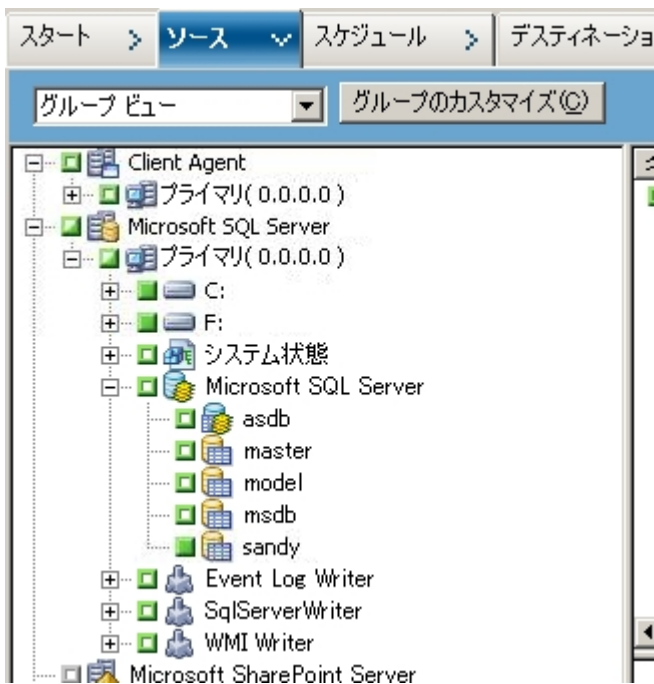 スタート ソース スケジュール デスティネーショ
グループ ビュー グループのカスタマイズ(C)
Client Agent
プライマリ( 0.0.0.0 )
Microsoft SQL Server
プライマリ( 0.0.0.0 )
C:
F:
システム状態
Microsoft SQL Server
asdb
master
model
msdb
sandy
Event Log Writer
SqlServerWriter
WMI Writer
Microsoft SharePoint Server